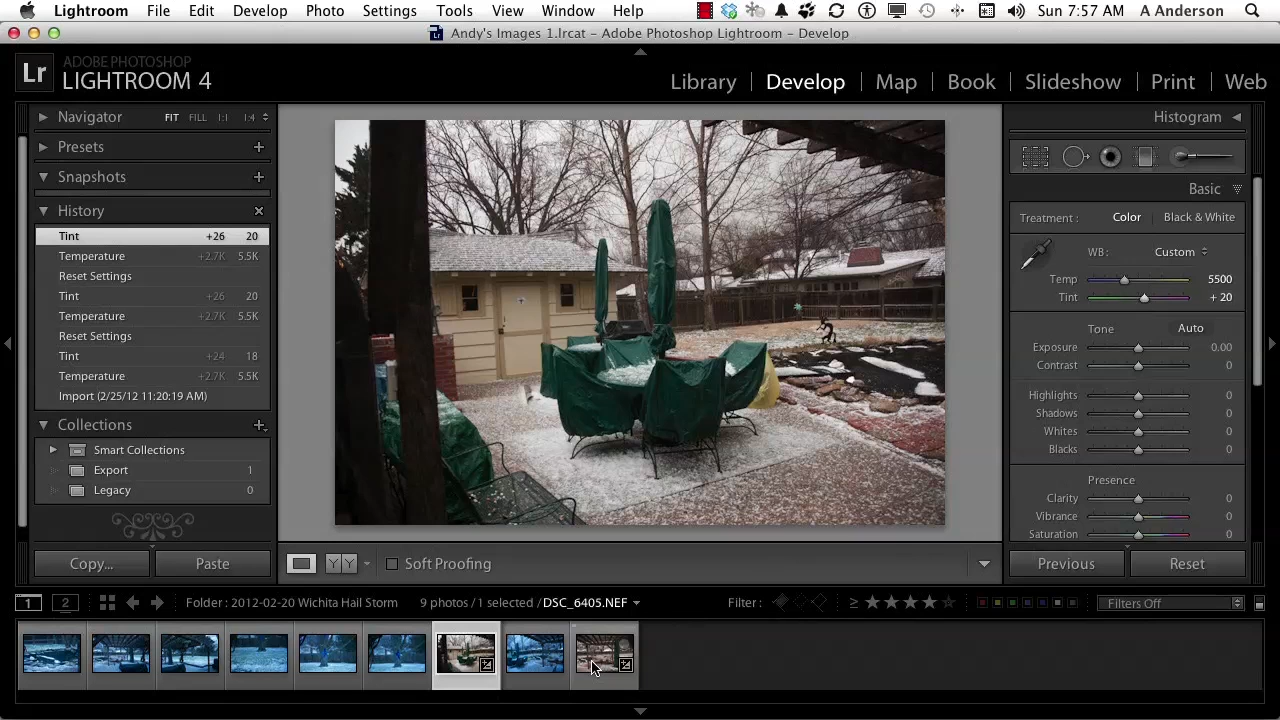 Lightroom File Edit Develop Photo Settings Tools View Window Help Sun 7:57 AM A Anderson
Andy's Images 1.lrcat – Adobe Photoshop Lightroom – Develop
Lr ADOBE PHOTOSHOP
LIGHTROOM 4
Library | Develop | Map | Book | Slideshow | Print | Web
Navigator FIT FILL 1:1 1:4
Presets
Snapshots
History
Tint +26 20
Temperature +2.7K 5.5K
Reset Settings
Tint +26 20
Temperature +2.7K 5.5K
Reset Settings
Tint +24 18
Temperature +2.7K 5.5K
Import (2/25/12 11:20:19 AM)
Collections
Smart Collections
Export 1
Legacy 0
Copy... Paste
Soft Proofing
Histogram
Basic
Treatment : Color Black & White
WB: Custom
Temp 5500
Tint + 20
Tone Auto
Exposure 0.00
Contrast 0
Highlights 0
Shadows 0
Whites 0
Blacks 0
Presence
Clarity 0
Vibrance 0
Saturation 0
Previous Reset
1 2 Folder : 2012-02-20 Wichita Hail Storm 9 photos / 1 selected / DSC_6405.NEF Filter : Filters Off